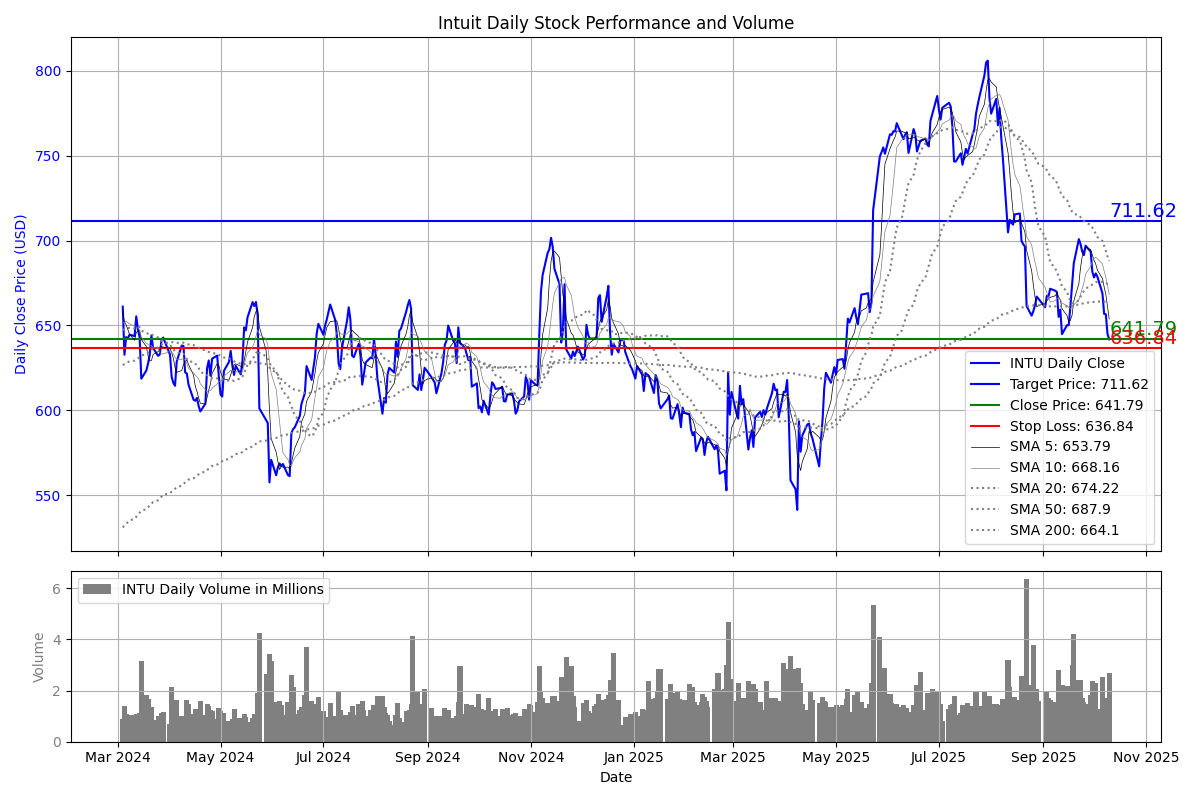 Intuit Daily Stock Performance and Volume
Daily Close Price (USD)
800
750
700
650
600
550
711.62
641.79
636.84
INTU Daily Close
Target Price: 711.62
Close Price: 641.79
Stop Loss: 636.84
SMA 5: 653.79
SMA 10: 668.16
SMA 20: 674.22
SMA 50: 687.9
SMA 200: 664.1
INTU Daily Volume in Millions
Volume
6
4
2
0
Mar 2024 May 2024 Jul 2024 Sep 2024 Nov 2024 Jan 2025 Mar 2025 May 2025 Jul 2025 Sep 2025 Nov 2025
Date